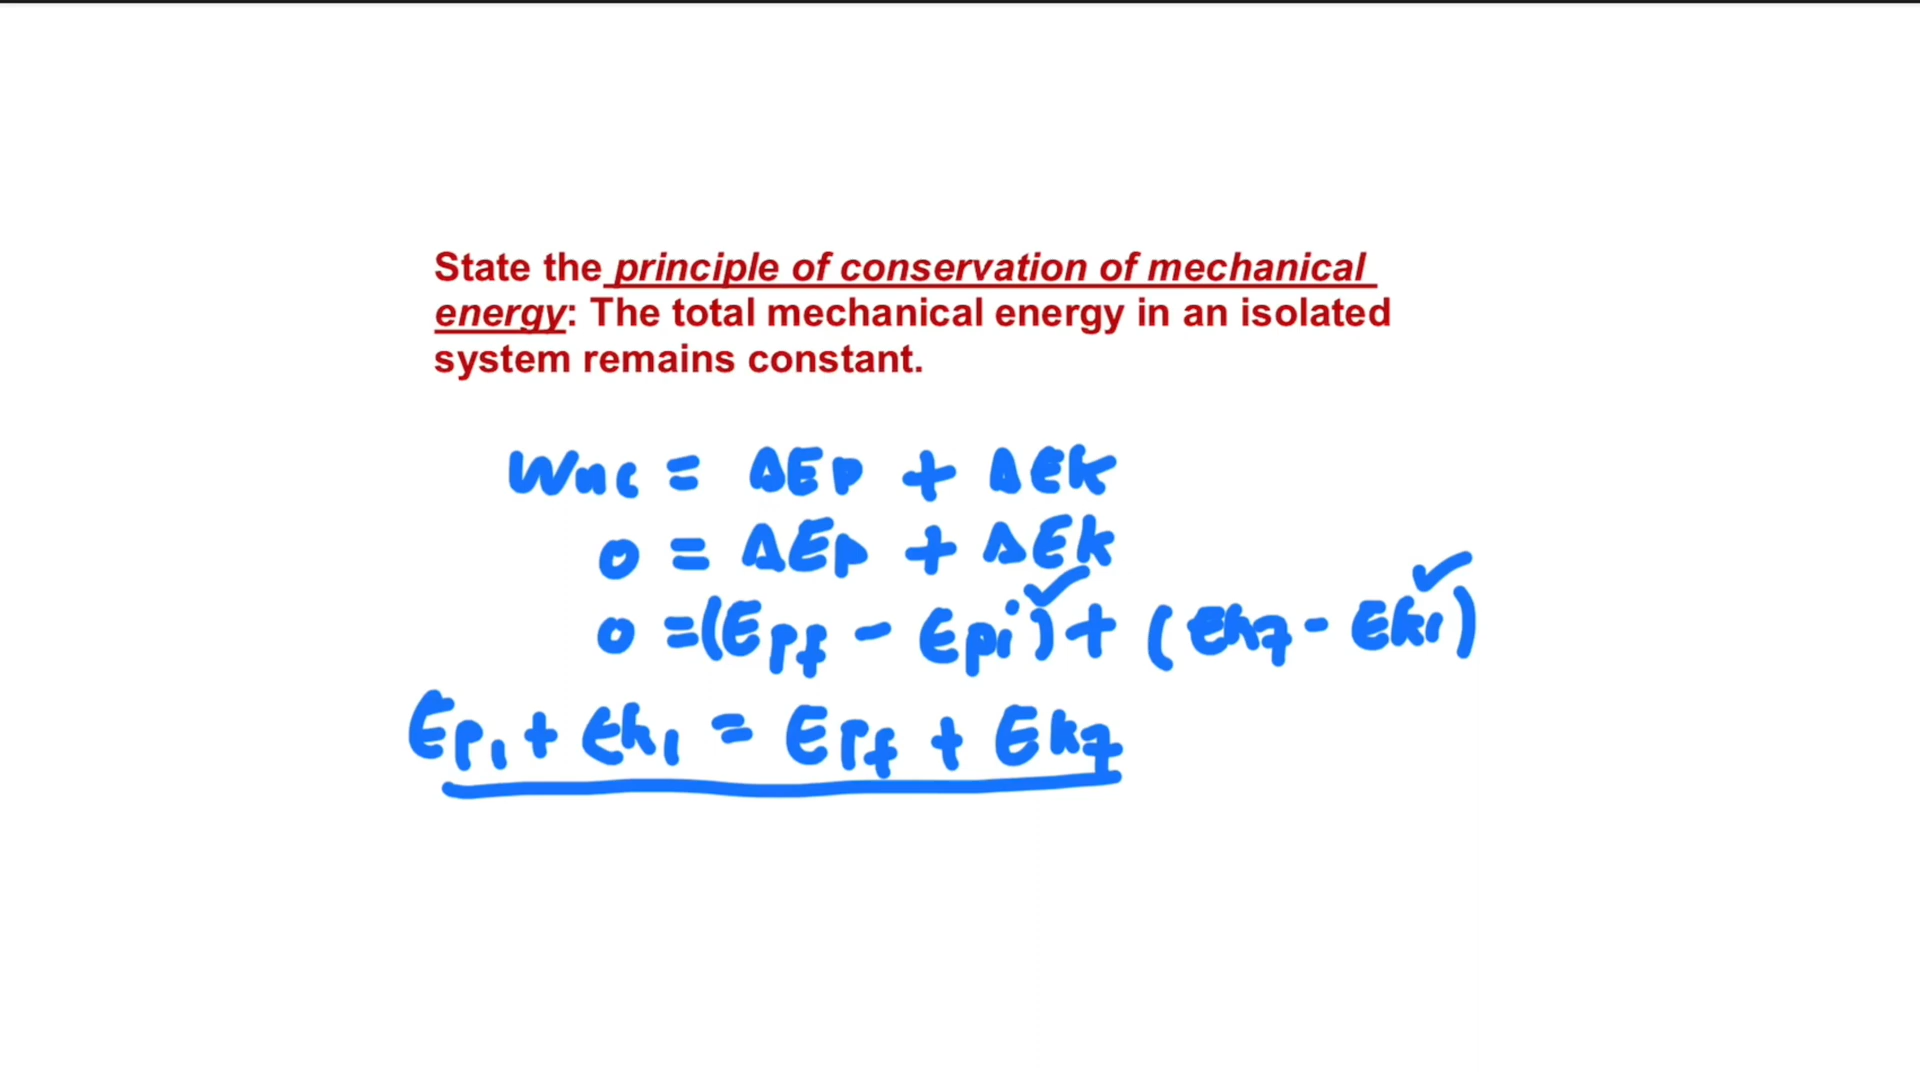 State the principle of conservation of mechanical
energy: The total mechanical energy in an isolated
system remains constant.
Wnc = ΔEp + ΔEk
0 = ΔEp + ΔEk
0 = (Epf - Epi) + (Ekf - Eki)
Epi + Eki = Epf + Ekf